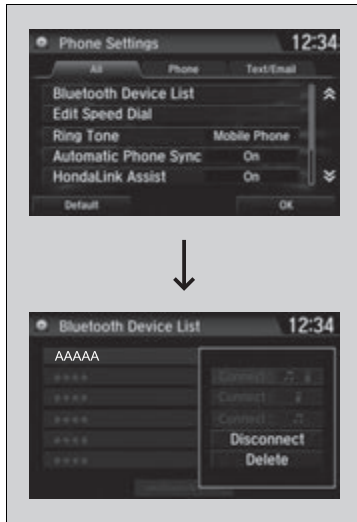 Phone Settings 12:34
All Phone Text/Email
Bluetooth Device List
Edit Speed Dial
Ring Tone Mobile Phone
Automatic Phone Sync On
HondaLink Assist On
Default OK
Bluetooth Device List 12:34
AAAAA
Connect
Connect
Connect
Disconnect
Delete